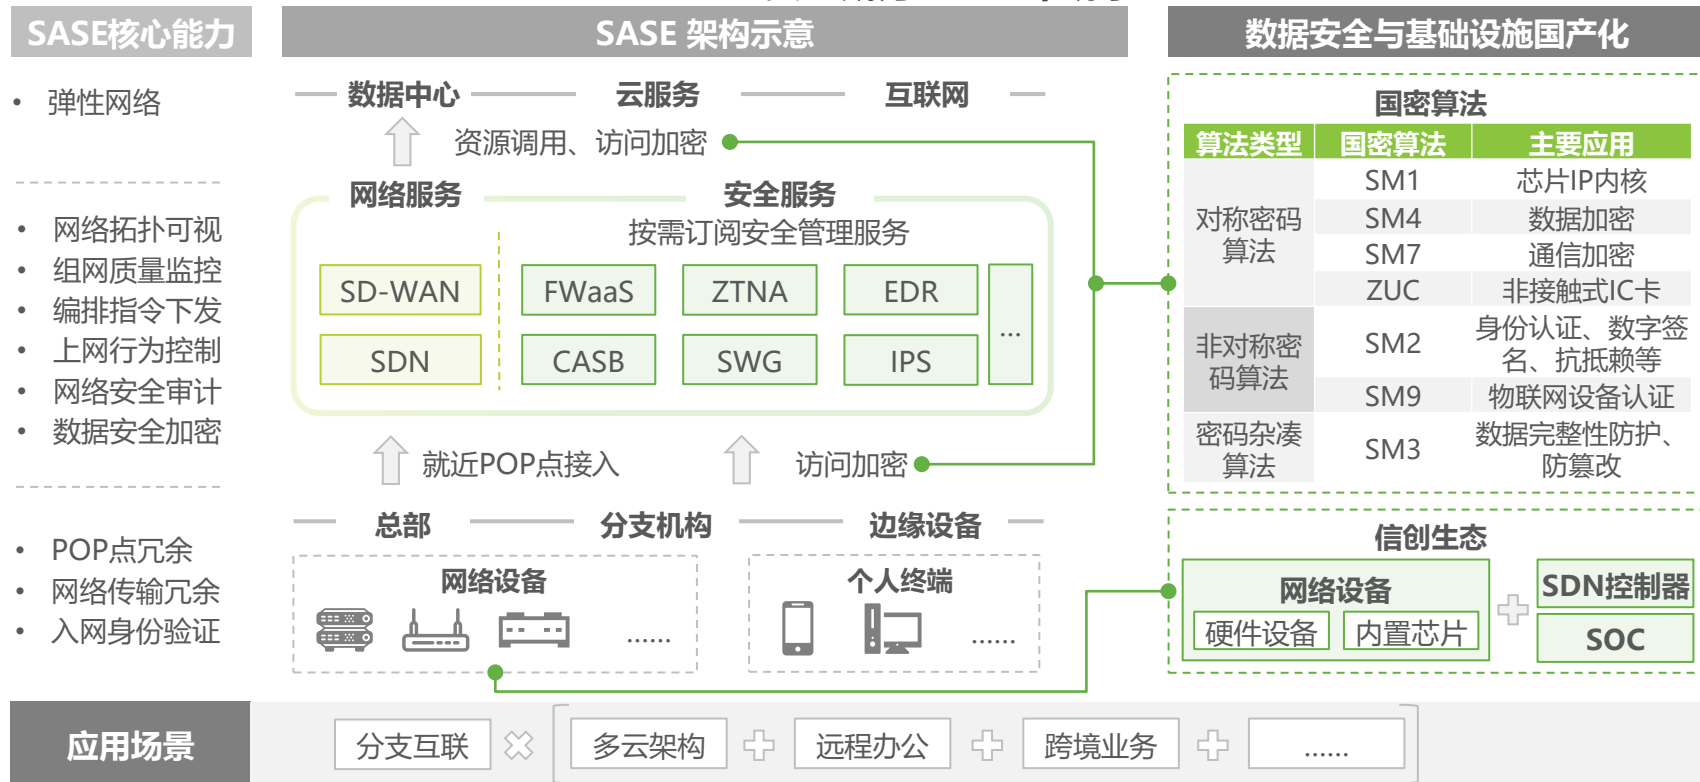 SASE核心能力
SASE 架构示意
数据安全与基础设施国产化
• 弹性网络
• 网络拓扑可视
• 组网质量监控
• 编排指令下发
• 上网行为控制
• 网络安全审计
• 数据安全加密
• POP点冗余
• 网络传输冗余
• 入网身份验证
数据中心 云服务 互联网
资源调用、访问加密
网络服务 安全服务
按需订阅安全管理服务
SD-WAN FWaaS ZTNA EDR
...
SDN CASB SWG IPS
就近POP点接入 访问加密
总部 分支机构 边缘设备
网络设备 个人终端
...... ......
国密算法
算法类型 国密算法 主要应用
对称密码
算法
SM1 芯片IP内核
SM4 数据加密
SM7 通信加密
ZUC 非接触式IC卡
非对称密
码算法
SM2 身份认证、数字签
名、抗抵赖等
SM9 物联网设备认证
密码杂凑
算法
SM3 数据完整性防护、
防篡改
信创生态
网络设备 SDN控制器
硬件设备 内置芯片 SOC
应用场景 分支互联 多云架构 远程办公 跨境业务 ......